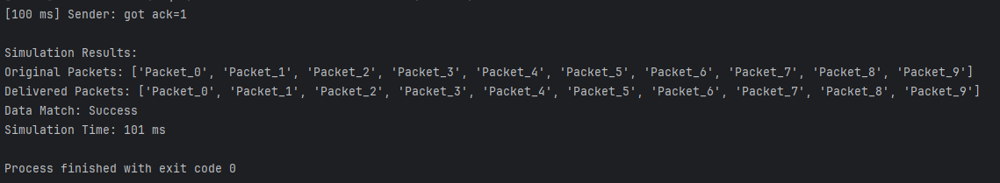 [100 ms] Sender: got ack=1
Simulation Results:
Original Packets: ['Packet_0', 'Packet_1', 'Packet_2', 'Packet_3', 'Packet_4', 'Packet_5', 'Packet_6', 'Packet_7', 'Packet_8', 'Packet_9']
Delivered Packets: ['Packet_0', 'Packet_1', 'Packet_2', 'Packet_3', 'Packet_4', 'Packet_5', 'Packet_6', 'Packet_7', 'Packet_8', 'Packet_9']
Data Match: Success
Simulation Time: 101 ms
Process finished with exit code 0